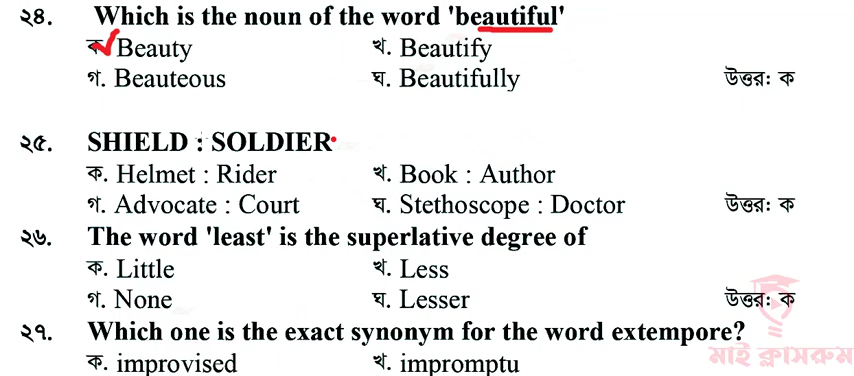 ২৪. Which is the noun of the word 'beautiful'
ক. Beauty খ. Beautify
গ. Beauteous ঘ. Beautifully উত্তর: ক
২৫. SHIELD : SOLDIER
ক. Helmet : Rider খ. Book : Author
গ. Advocate : Court ঘ. Stethoscope : Doctor উত্তর: ক
২৬. The word 'least' is the superlative degree of
ক. Little খ. Less
গ. None ঘ. Lesser উত্তর: ক
২৭. Which one is the exact synonym for the word extempore?
ক. improvised খ. impromptu
মাই ক্লাসরুম